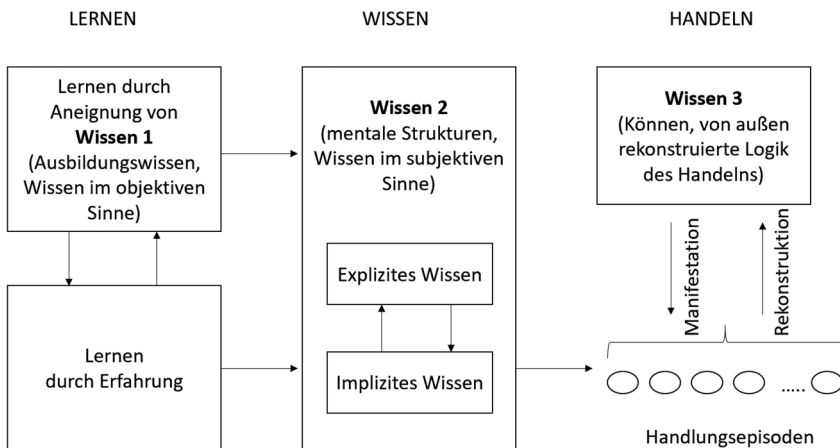 LERNEN
WISSEN
HANDELN
Lernen durch
Aneignung von
Wissen 1
(Ausbildungswissen,
Wissen im objektiven
Sinne)
Lernen
durch Erfahrung
Wissen 2
(mentale Strukturen,
Wissen im subjektiven
Sinne)
Explizites Wissen
Implizites Wissen
Wissen 3
(Können, von außen
rekonstruierte Logik
des Handelns)
Manifestation
Rekonstruktion
.....
Handlungsepisoden